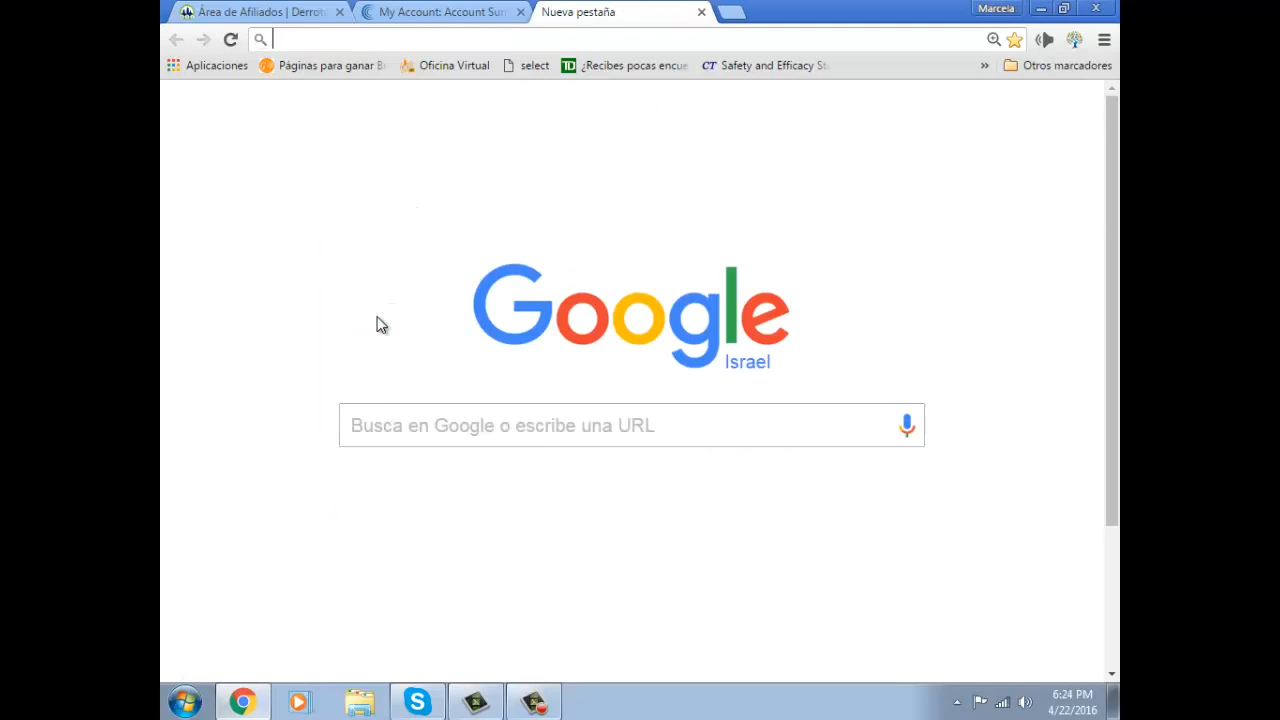 Área de Afiliados | Derrot
My Account: Account Sum
Nueva pestaña
Marcela
Aplicaciones
Páginas para ganar B
Oficina Virtual
select
TD
¿Recibes pocas encue
CT
Safety and Efficacy St
»
Otros marcadores
Google
Israel
Busca en Google o escribe una URL
6:24 PM
4/22/2016